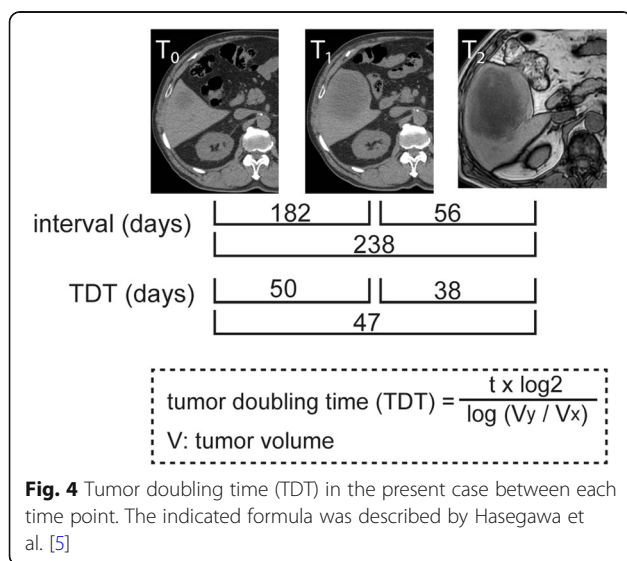 T0 T1 T2
interval (days) 182 56
238
TDT (days) 50 38
47
tumor doubling time (TDT) = t x log2 / log (Vy / Vx)
V: tumor volume
Fig. 4 Tumor doubling time (TDT) in the present case between each
time point. The indicated formula was described by Hasegawa et
al. [5]